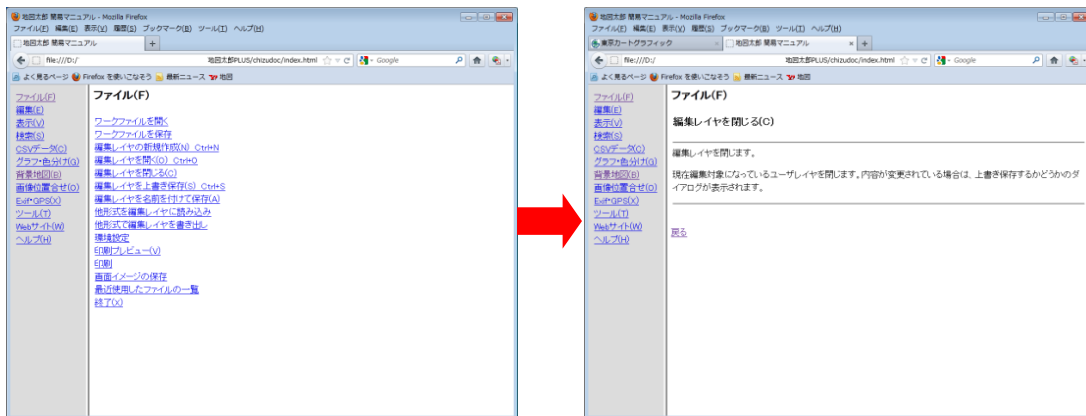 地図太郎 簡易マニュアル - Mozilla Firefox
ファイル(F) 編集(E) 表示(V) 履歴(S) ブックマーク(B) ツール(T) ヘルプ(H)
地図太郎 簡易マニュアル
file:///D:/ 地図太郎PLUS/chizudoc/index.html Google
よく見るページ Firefox を使いこなそう 最新ニュース 地図
ファイル(F)
編集(E)
表示(V)
検索(S)
CSVデータ(C)
グラフ・色分け(G)
背景地図(B)
画像位置合せ(O)
Exif・GPS(X)
ツール(T)
Webサイト(W)
ヘルプ(H)
ファイル(F)
ワークファイルを開く
ワークファイルを保存
編集レイヤの新規作成(N) Ctrl+N
編集レイヤを開く(O) Ctrl+O
編集レイヤを閉じる(C)
編集レイヤを上書き保存(S) Ctrl+S
編集レイヤを名前を付けて保存(A)
他形式を編集レイヤに読み込み
他形式で編集レイヤを書き出し
環境設定
印刷プレビュー(V)
印刷
画面イメージの保存
最近使用したファイルの一覧
終了(X)
地図太郎 簡易マニュアル - Mozilla Firefox
ファイル(F) 編集(E) 表示(V) 履歴(S) ブックマーク(B) ツール(T) ヘルプ(H)
東京カートグラフィック 地図太郎 簡易マニュアル
file:///D:/ 地図太郎PLUS/chizudoc/index.html Google
よく見るページ Firefox を使いこなそう 最新ニュース 地図
ファイル(F)
編集(E)
表示(V)
検索(S)
CSVデータ(C)
グラフ・色分け(G)
背景地図(B)
画像位置合せ(O)
Exif・GPS(X)
ツール(T)
Webサイト(W)
ヘルプ(H)
ファイル(F)
編集レイヤを閉じる(C)
編集レイヤを閉じます。
現在編集対象になっているユーザレイヤを閉じます。内容が変更されている場合は、上書き保存するかどうかのダ
イアログが表示されます。
戻る